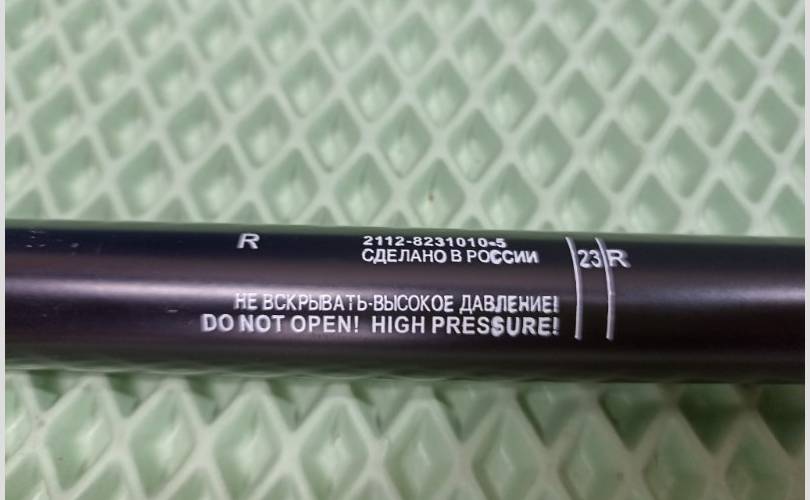 R
2112-8231010-5
СДЕЛАНО В РОССИИ
23 R
НЕ ВСКРЫВАТЬ-ВЫСОКОЕ ДАВЛЕНИЕ!
DO NOT OPEN! HIGH PRESSURE!